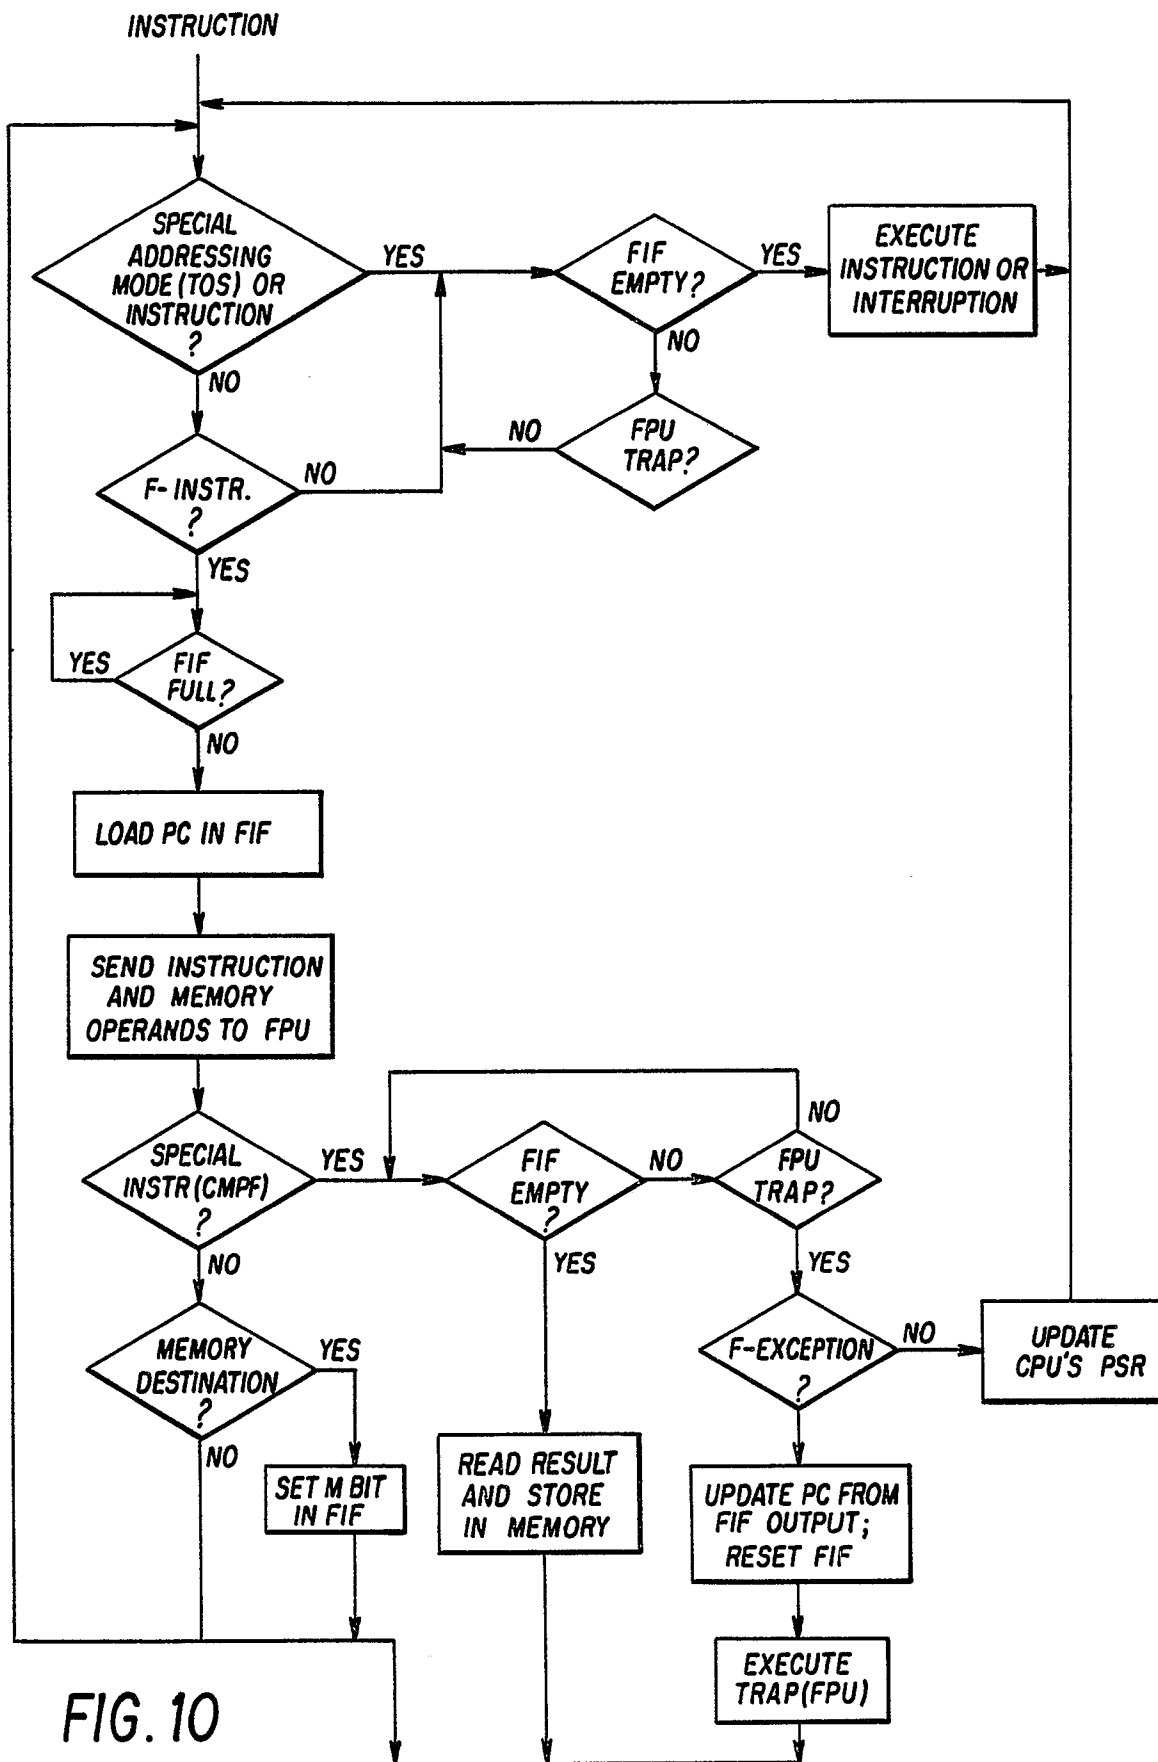 INSTRUCTION
SPECIAL
ADDRESSING
MODE (TOS) OR
INSTRUCTION
?
YES
NO
FIF
EMPTY?
YES
NO
EXECUTE
INSTRUCTION OR
INTERRUPTION
FPU
TRAP?
NO
F-INSTR.
?
NO
YES
FIF
FULL?
YES
NO
LOAD PC IN FIF
SEND INSTRUCTION
AND MEMORY
OPERANDS TO FPU
SPECIAL
INSTR (CMPF)
?
YES
NO
FIF
EMPTY
?
NO
YES
FPU
TRAP?
NO
YES
MEMORY
DESTINATION
?
YES
NO
F-EXCEPTION
?
NO
UPDATE
CPU'S PSR
SET M BIT
IN FIF
READ RESULT
AND STORE
IN MEMORY
UPDATE PC FROM
FIF OUTPUT;
RESET FIF
EXECUTE
TRAP (FPU)
FIG. 10